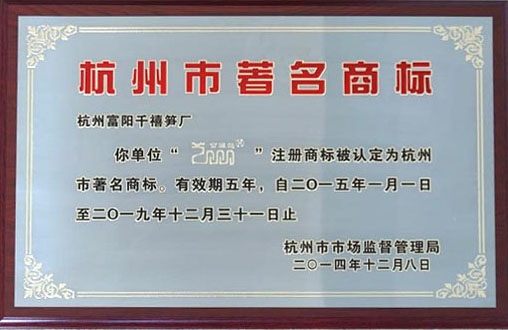 杭州市著名商标
杭州富阳千禧笋厂
你单位“ ”注册商标被认定为杭州
市著名商标。有效期五年，自二〇一五年一月一日
至二〇一九年十二月三十一日止
杭州市市场监督管理局
二〇一四年十二月八日